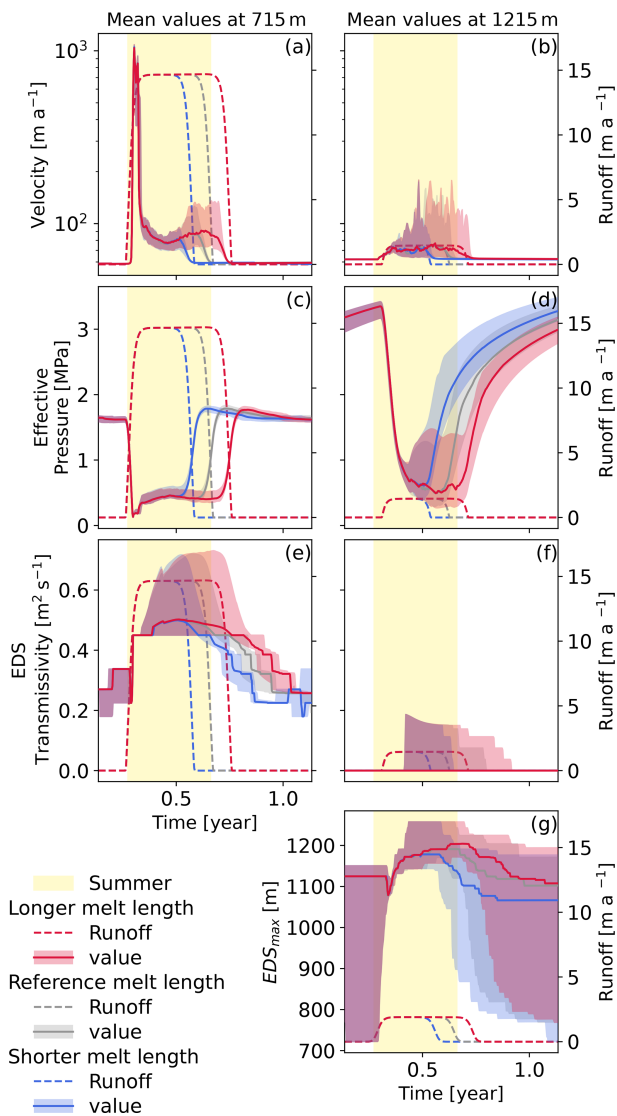 Mean values at 715 m
Mean values at 1215 m
(a)
(b)
10³
10²
Velocity [m a⁻¹]
15
10
5
0
Runoff [m a⁻¹]
(c)
(d)
3
2
1
0
Effective
Pressure [MPa]
15
10
5
0
Runoff [m a⁻¹]
(e)
(f)
0.6
0.4
0.2
0.0
EDS
Transmissivity [m² s⁻¹]
15
10
5
0
Runoff [m a⁻¹]
0.5
1.0
Time [year]
(g)
1200
1100
1000
900
800
700
EDSmax [m]
15
10
5
0
Runoff [m a⁻¹]
0.5
1.0
Time [year]
Summer
Longer melt length
Runoff
value
Reference melt length
Runoff
value
Shorter melt length
Runoff
value